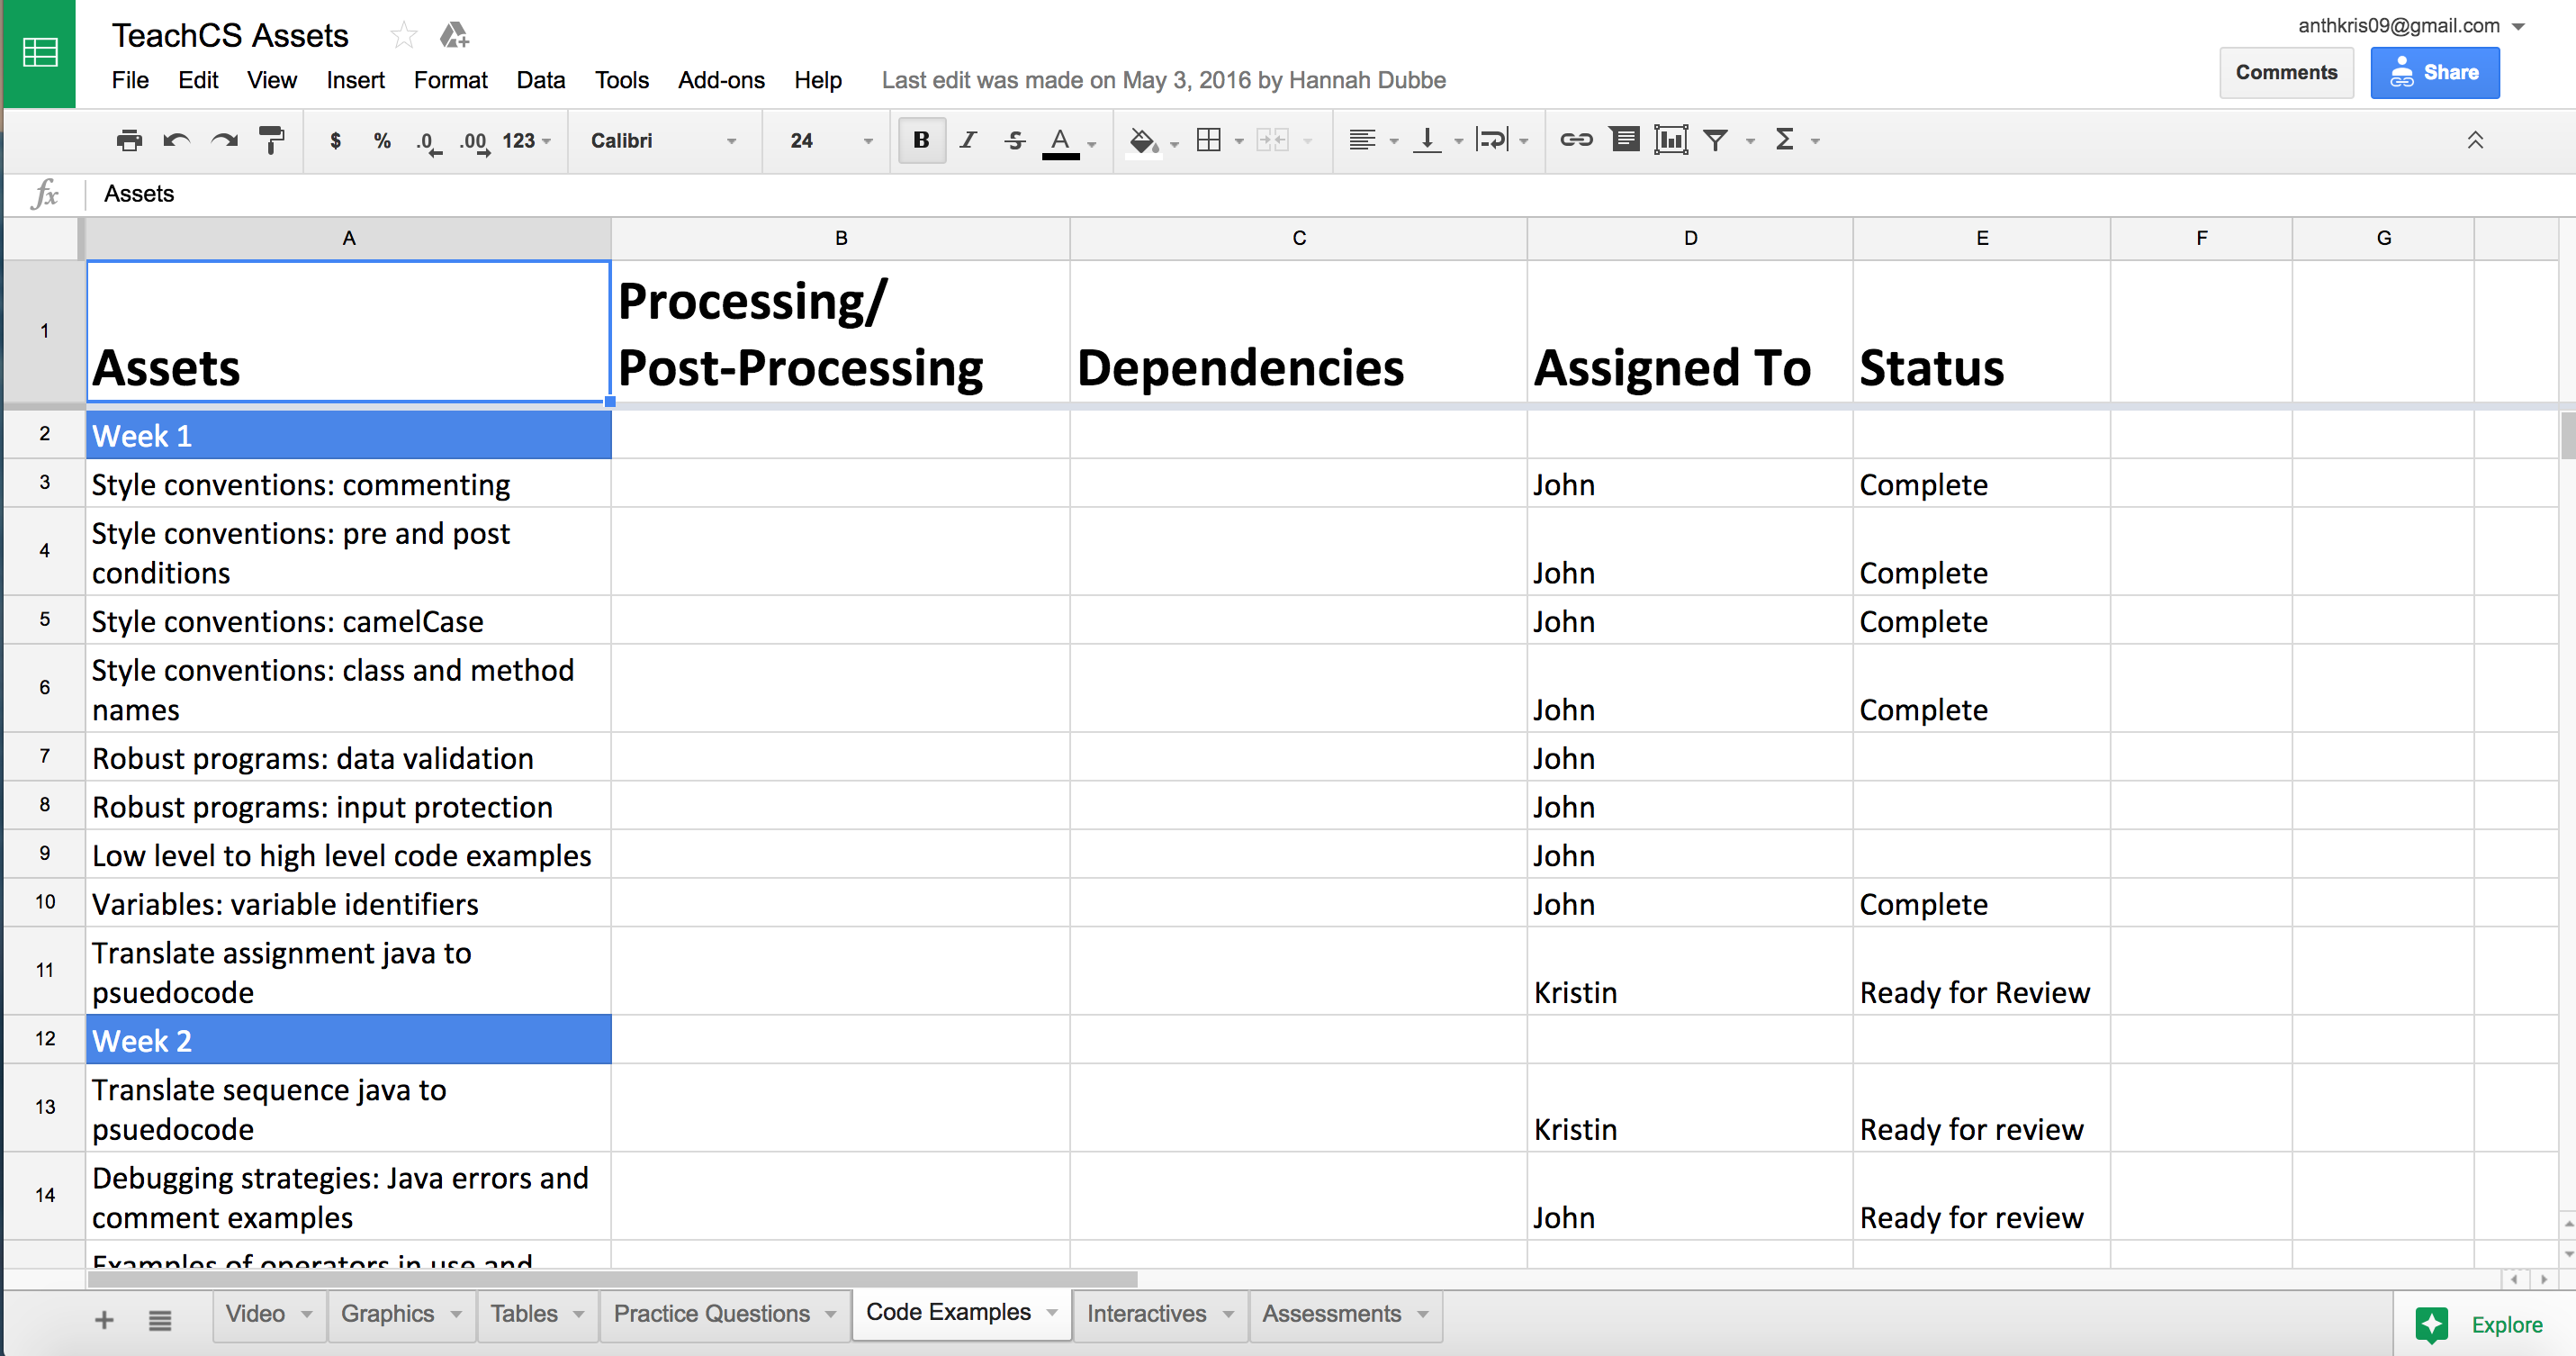 TeachCS Assets
anthkris09@gmail.com
File Edit View Insert Format Data Tools Add-ons Help Last edit was made on May 3, 2016 by Hannah Dubbe
Comments Share
$ % .0 .00 123 Calibri 24 B I S A Σ
fx Assets
A B C D E F G
1 Assets Processing/
Post-Processing Dependencies Assigned To Status
2 Week 1
3 Style conventions: commenting John Complete
4 Style conventions: pre and post
conditions John Complete
5 Style conventions: camelCase John Complete
6 Style conventions: class and method
names John Complete
7 Robust programs: data validation John
8 Robust programs: input protection John
9 Low level to high level code examples John
10 Variables: variable identifiers John Complete
11 Translate assignment java to
psuedocode Kristin Ready for Review
12 Week 2
13 Translate sequence java to
psuedocode Kristin Ready for review
14 Debugging strategies: Java errors and
comment examples John Ready for review
Examples of operators in use and
+ Video Graphics Tables Practice Questions Code Examples Interactives Assessments Explore